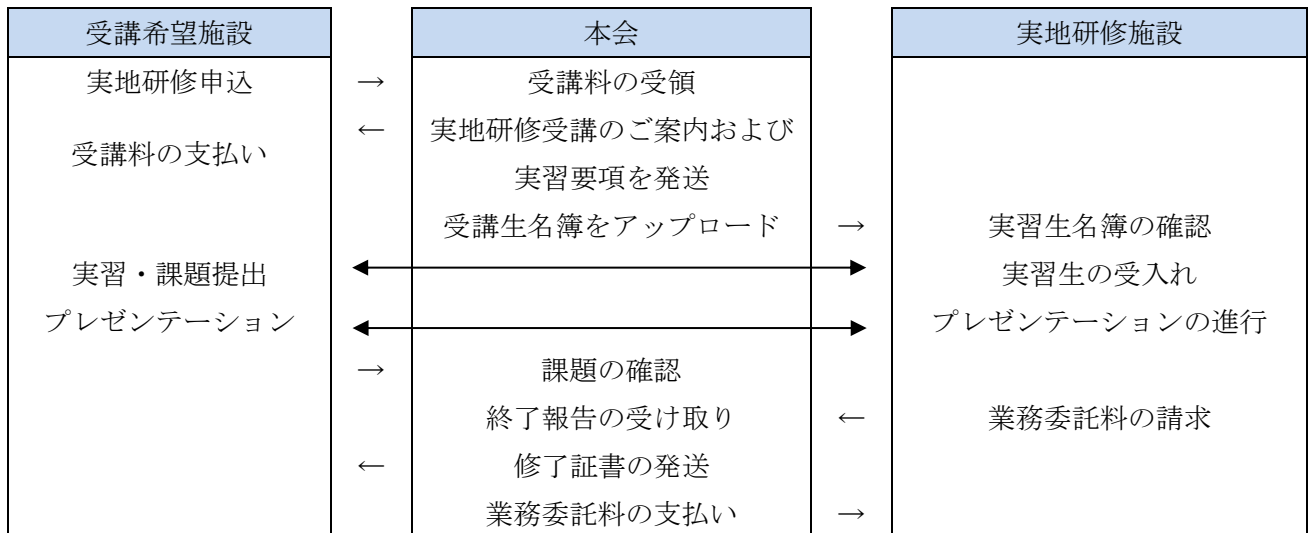 受講希望施設 本会 実地研修施設
実地研修申込 → 受講料の受領
← 実地研修受講のご案内および
受講料の支払い
実習要項を発送
受講生名簿をアップロード → 実習生名簿の確認
実習・課題提出 実習生の受入れ
プレゼンテーション プレゼンテーションの進行
→ 課題の確認
終了報告の受け取り ← 業務委託料の請求
← 修了証書の発送
業務委託料の支払い →